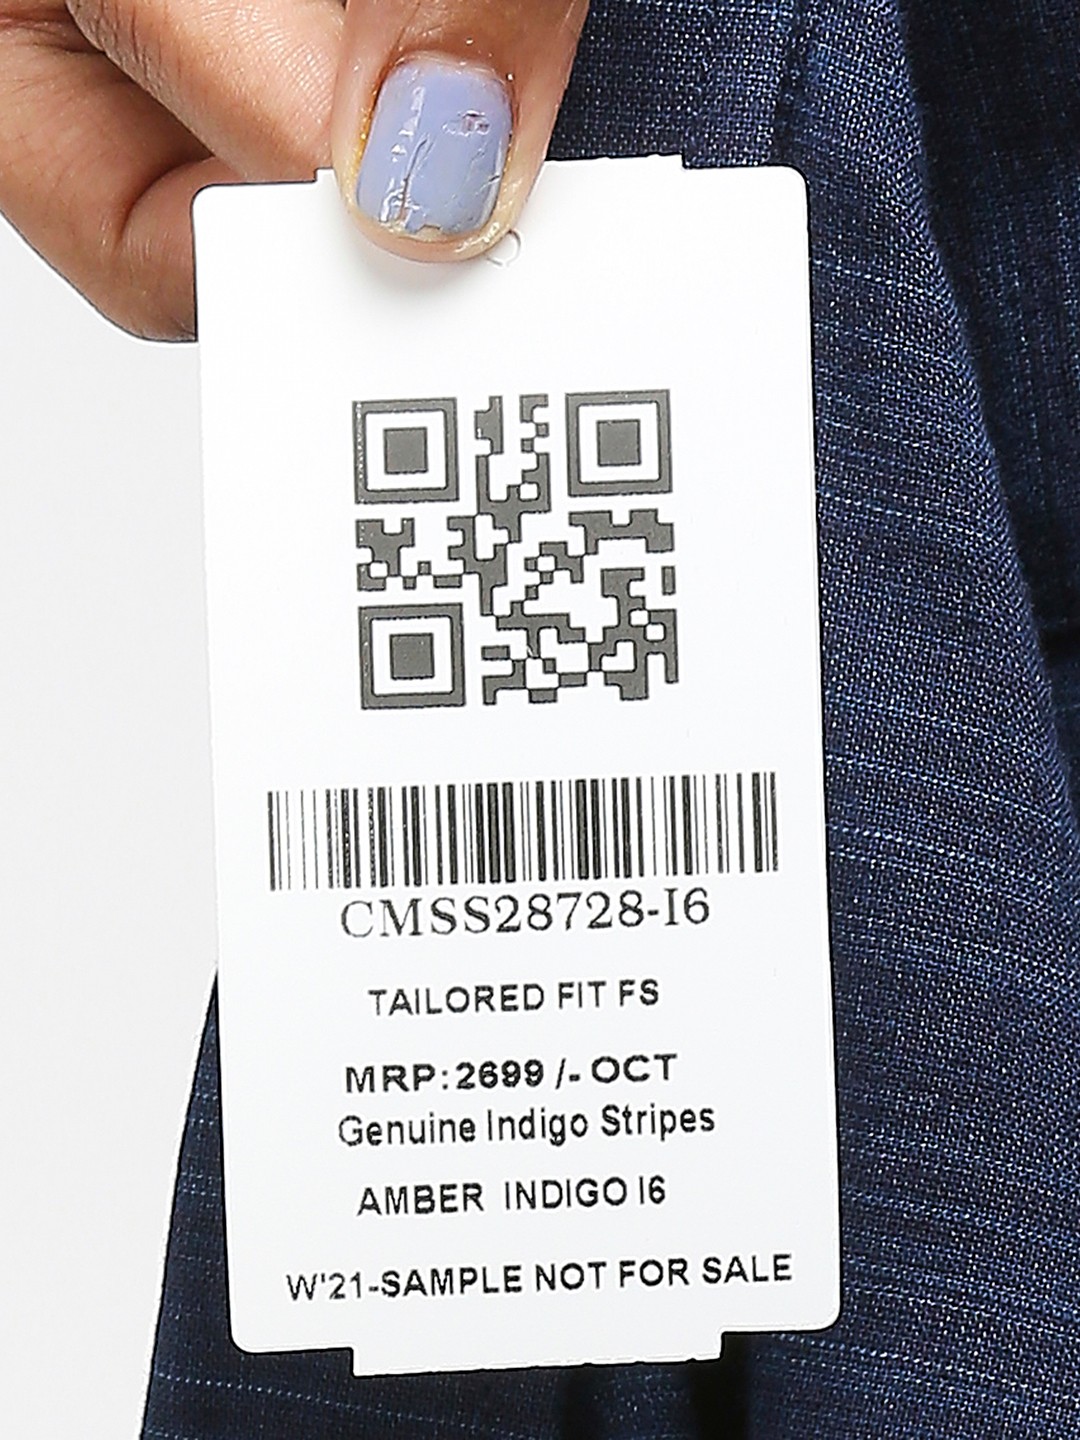 CMSS28728-I6
TAILORED FIT FS
MRP:2699 /- OCT
Genuine Indigo Stripes
AMBER INDIGO I6
W'21-SAMPLE NOT FOR SALE